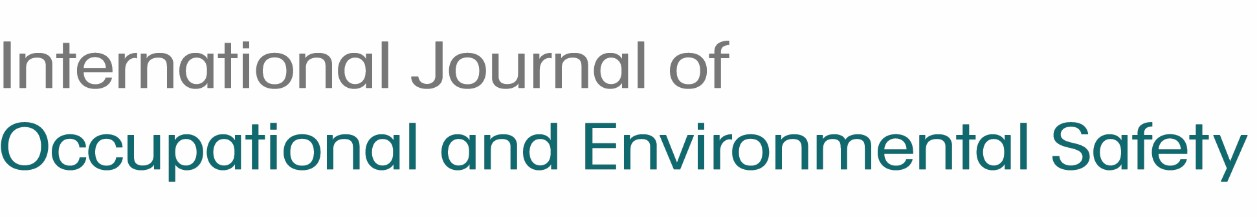 International Journal of
Occupational and Environmental Safety